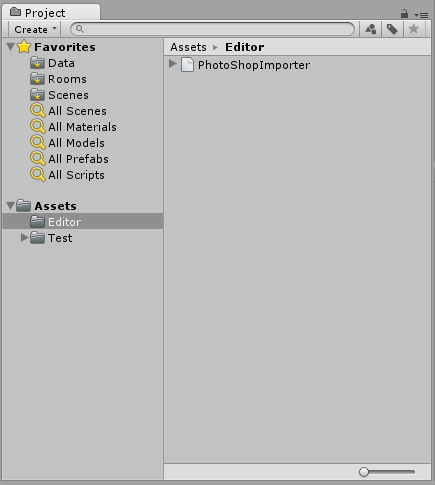 Project
Create
Favorites
Data
Rooms
Scenes
All Scenes
All Materials
All Models
All Prefabs
All Scripts
Assets
Editor
Test
Assets ▸ Editor
PhotoShopImporter